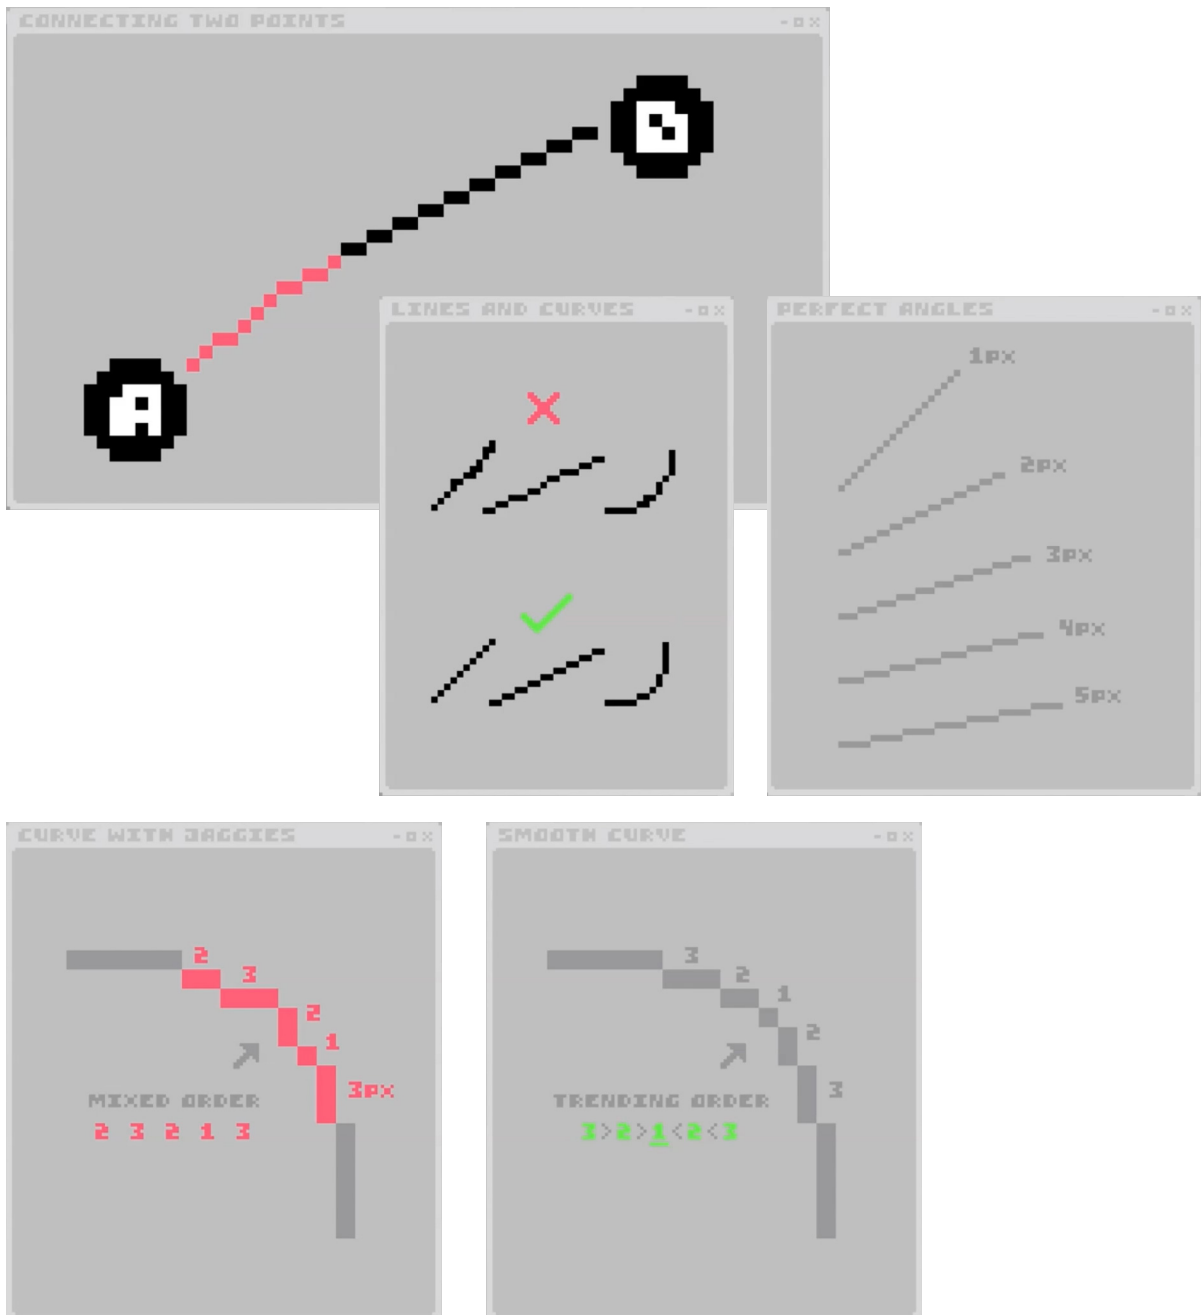 CONNECTING TWO POINTS
B
A
LINES AND CURVES
PERFECT ANGLES
1px
2px
3px
4px
5px
CURVE WITH JAGGIES
2
3
2
1
3px
MIXED ORDER
2 3 2 1 3
SMOOTH CURVE
3
2
1
2
3
TRENDING ORDER
3>2>1<2<3